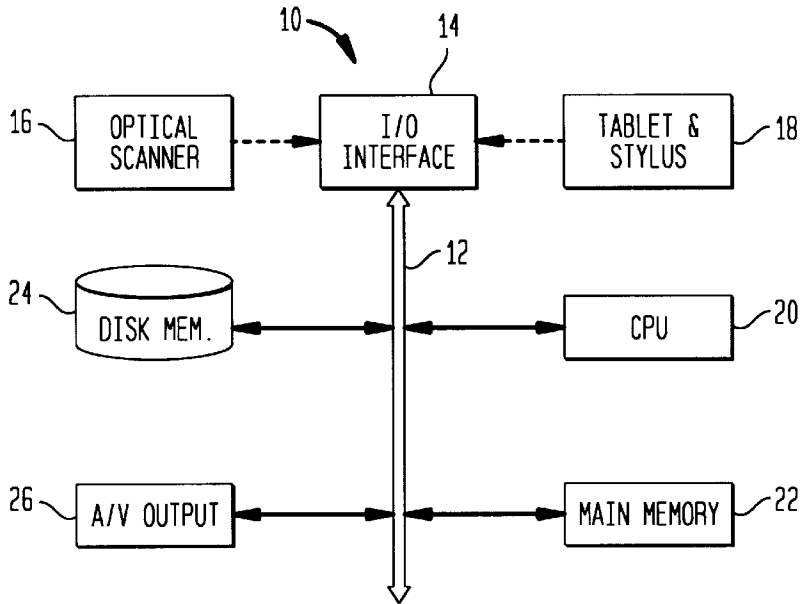 10
14
16
OPTICAL
SCANNER
I/O
INTERFACE
TABLET &
STYLUS
18
12
24
DISK MEM.
CPU
20
26
A/V OUTPUT
MAIN MEMORY
22